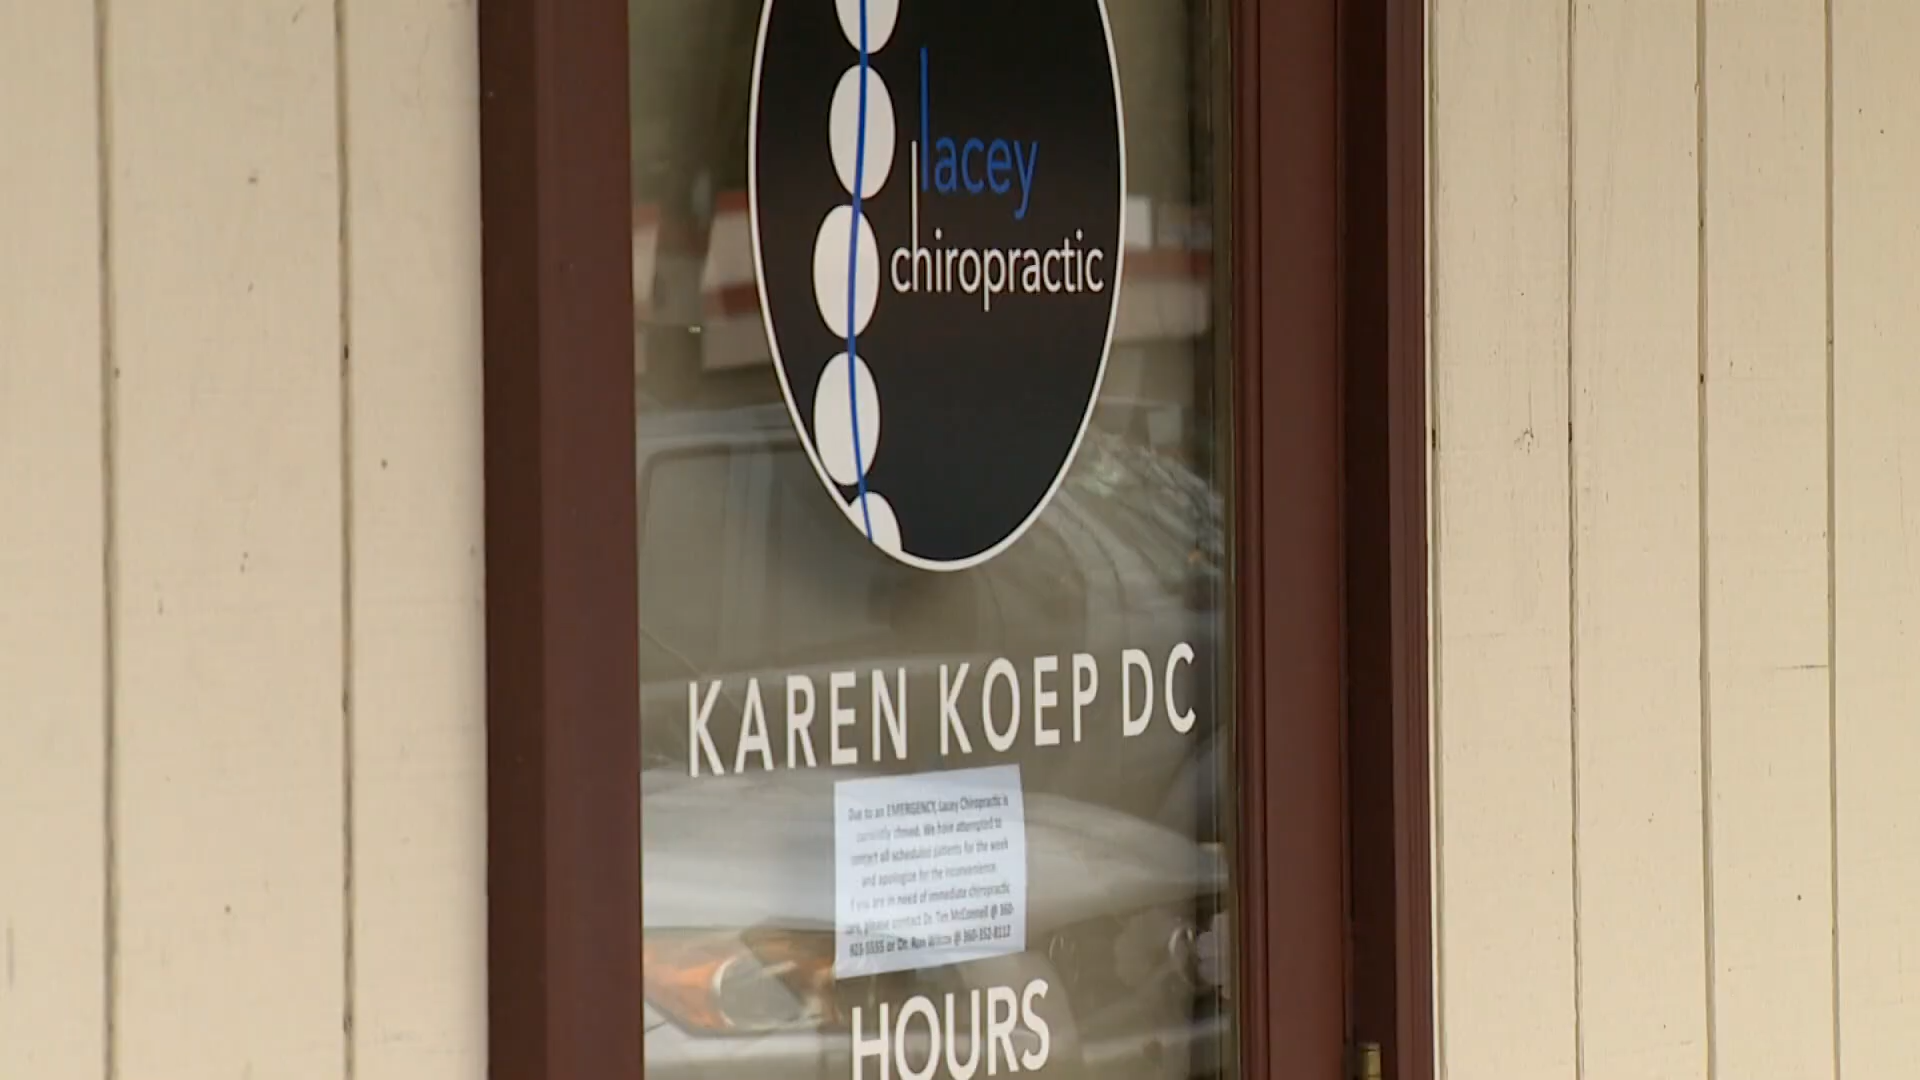 lacey
chiropractic
KAREN KOEP DC
Due to an EMERGENCY, Lacey Chiropractic is
currently closed. We have attempted to
contact all scheduled patients for the week
and apologize for the inconvenience.
If you are in need of immediate chiropractic
care, please contact Dr. Tim McConnell @ 360-
or Dr. Ross Wilcox @ 360-352-8112
HOURS